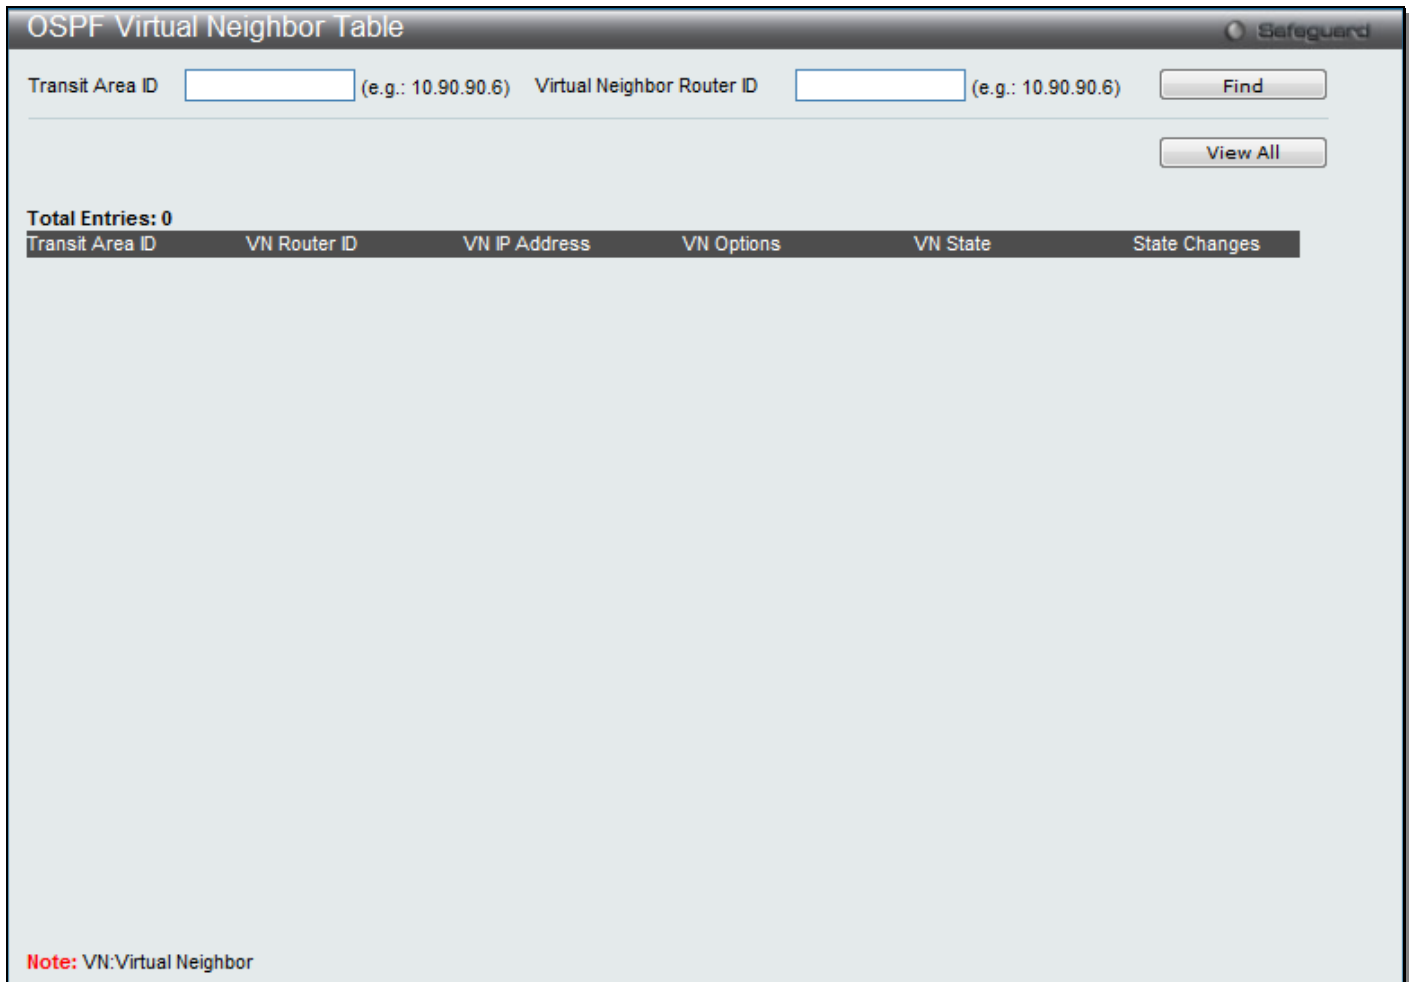 OSPF Virtual Neighbor Table
Safeguard
Transit Area ID (e.g.: 10.90.90.6) Virtual Neighbor Router ID (e.g.: 10.90.90.6) Find
View All
Total Entries: 0
Transit Area ID VN Router ID VN IP Address VN Options VN State State Changes
Note: VN:Virtual Neighbor